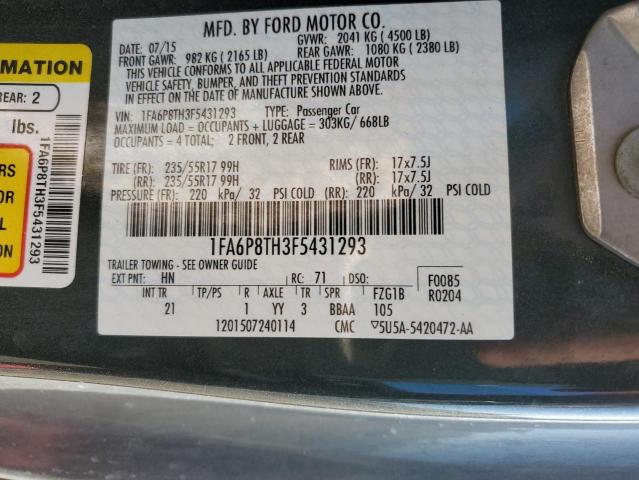 MFD. BY FORD MOTOR CO.
DATE: 07/15 GVWR: 2041 KG ( 4500 LB)
FRONT GAWR: 982 KG ( 2165 LB) REAR GAWR: 1080 KG ( 2380 LB)
THIS VEHICLE CONFORMS TO ALL APPLICABLE FEDERAL MOTOR
VEHICLE SAFETY, BUMPER, AND THEFT PREVENTION STANDARDS
IN EFFECT ON THE DATE OF MANUFACTURE SHOWN ABOVE.
VIN: 1FA6P8TH3F5431293 TYPE: Passenger Car
MAXIMUM LOAD = OCCUPANTS + LUGGAGE = 303KG/ 668LB
OCCUPANTS = 4 TOTAL; 2 FRONT, 2 REAR
TIRE (FR): 235/55R17 99H RIMS (FR): 17x7.5J
(RR): 235/55R17 99H (RR): 17x7.5J
PRESSURE (FR): 220 kPa/ 32 PSI COLD (RR): 220 kPa/ 32 PSI COLD
1FA6P8TH3F5431293
TRAILER TOWING - SEE OWNER GUIDE
EXT PNT: HN RC: 71 DSO: F0085
R0204
INT TR TP/PS R AXLE TR SPR FZG1B
21 1 YY 3 BBAA 105
1201507240114 CMC ▽5U5A-5420472-AA
RMATION
REAR: 2
lbs.
1FA6P8TH3F5431293
ERS
OR
L
ON